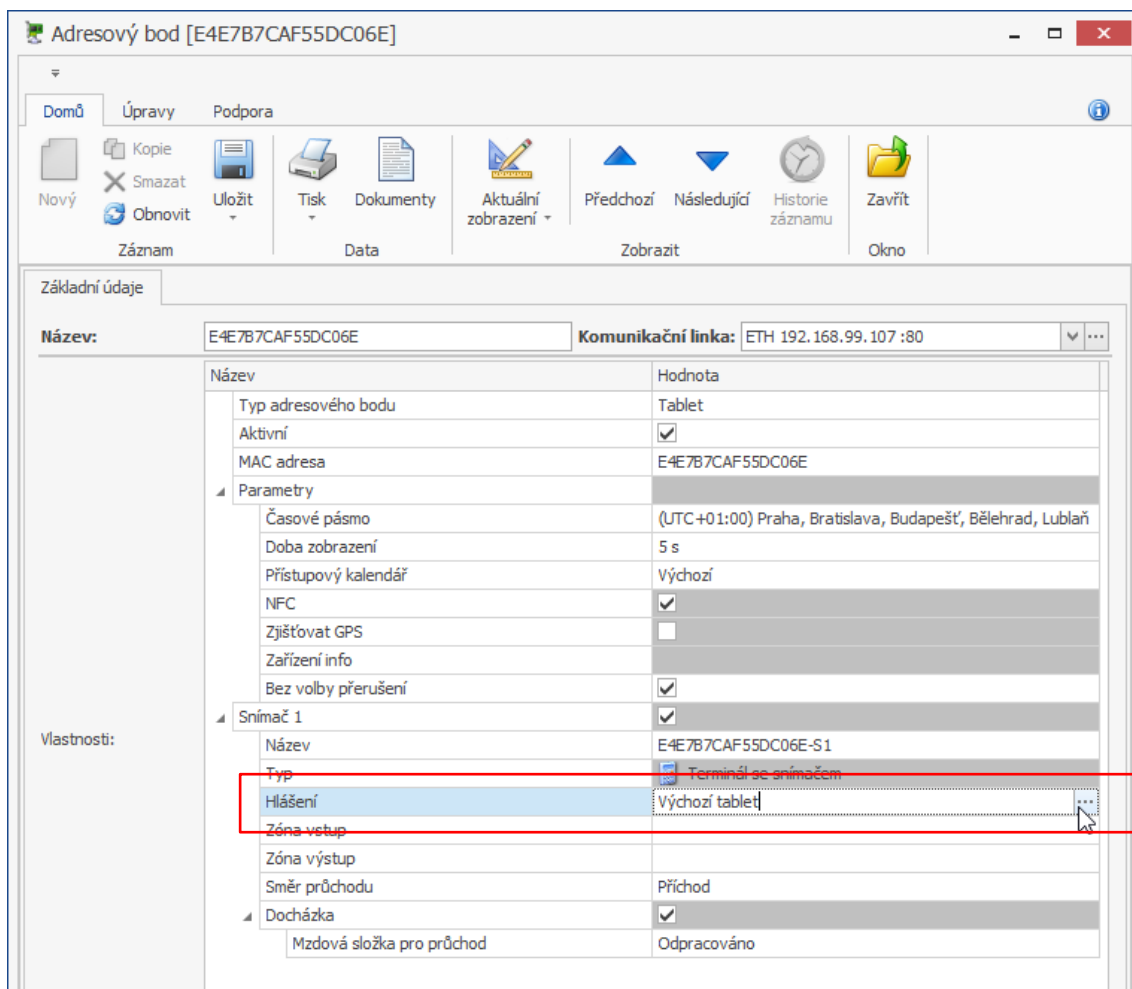 Adresový bod [E4E7B7CAF55DC06E]
Domů Úpravy Podpora
Nový
Kopie
Smazat
Obnovit
Uložit
Tisk
Dokumenty
Aktuální zobrazení
Předchozí
Následující
Historie záznamu
Zavřít
Záznam Data Zobrazit Okno
Základní údaje
Název: E4E7B7CAF55DC06E Komunikační linka: ETH 192.168.99.107 :80
Název Hodnota
Typ adresového bodu Tablet
Aktivní
MAC adresa E4E7B7CAF55DC06E
Parametry
Časové pásmo (UTC+01:00) Praha, Bratislava, Budapešť, Bělehrad, Lublaň
Doba zobrazení 5 s
Přístupový kalendář Výchozí
NFC
Zjišťovat GPS
Zařízení info
Bez volby přerušení
Snímač 1
Vlastnosti:
Název E4E7B7CAF55DC06E-S1
Typ Terminál se snímačem
Hlášení Výchozí tablet
Zóna vstup
Zóna výstup
Směr průchodu Příchod
Docházka
Mzdová složka pro průchod Odpracováno